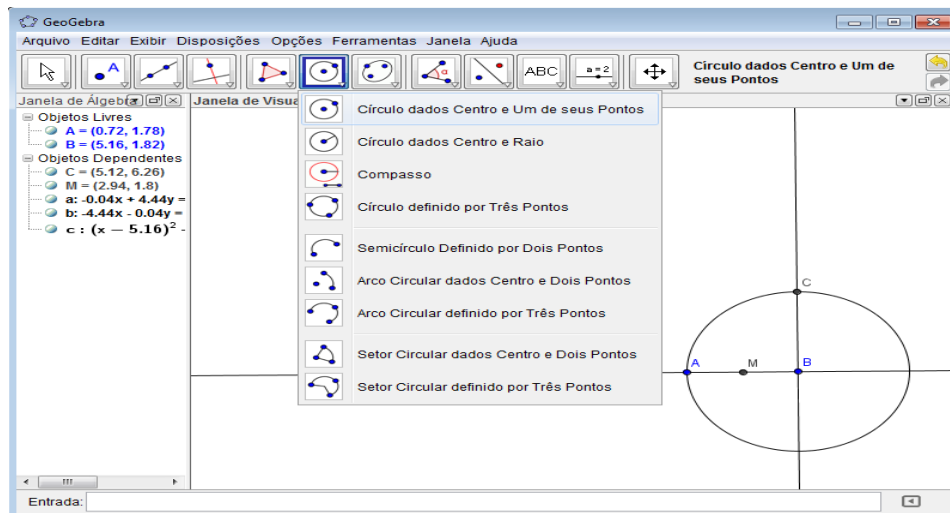 GeoGebra
Arquivo Editar Exibir Disposições Opções Ferramentas Janela Ajuda
A
α
ABC
a = 2
Círculo dados Centro e Um de seus Pontos
Janela de Álgebra
Janela de Visua
Objetos Livres
A = (0.72, 1.78)
B = (5.16, 1.82)
Objetos Dependentes
C = (5.12, 6.26)
M = (2.94, 1.8)
a: -0.04x + 4.44y =
b: -4.44x - 0.04y =
c : (x − 5.16)² -
Círculo dados Centro e Um de seus Pontos
Círculo dados Centro e Raio
Compasso
Círculo definido por Três Pontos
Semicírculo Definido por Dois Pontos
Arco Circular dados Centro e Dois Pontos
Arco Circular definido por Três Pontos
Setor Circular dados Centro e Dois Pontos
Setor Circular definido por Três Pontos
C
A
M
B
Entrada: